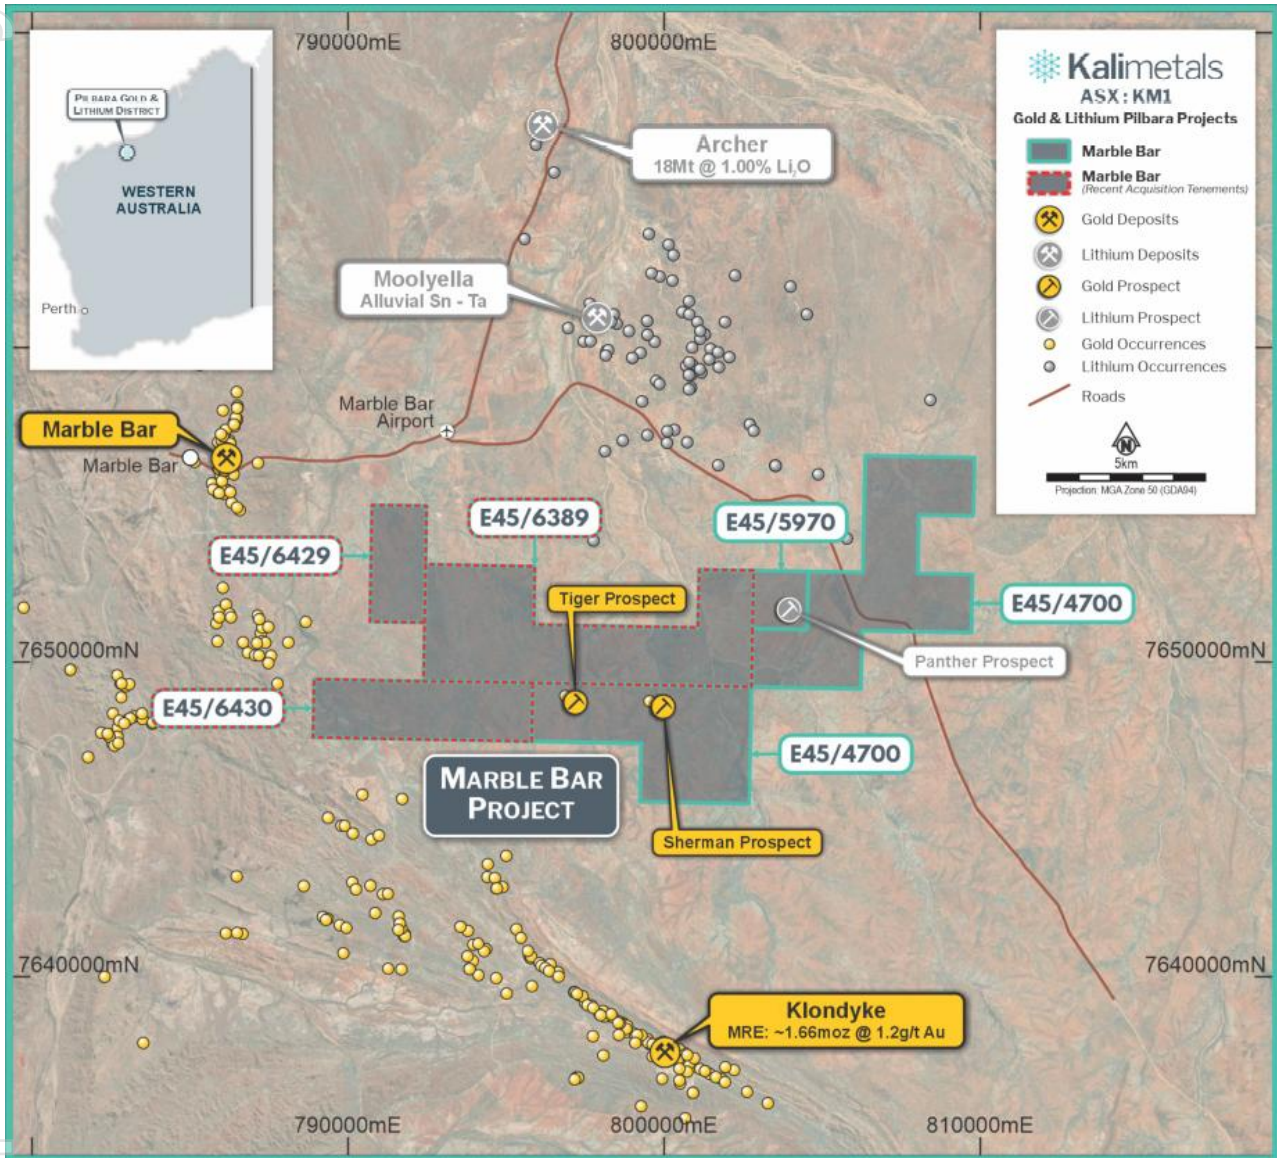 790000mE
800000mE
PILBARA GOLD &
LITHIUM DISTRICT
WESTERN
AUSTRALIA
Perth
Kalimetals
ASX : KM1
Gold & Lithium Pilbara Projects
Marble Bar
Marble Bar
(Recent Acquisition Tenements)
Gold Deposits
Lithium Deposits
Gold Prospect
Lithium Prospect
Gold Occurrences
Lithium Occurrences
Roads
N
5km
Projection: MGA Zone 50 (GDA94)
Archer
18Mt @ 1.00% Li₂O
Moolyella
Alluvial Sn - Ta
Marble Bar
Airport
Marble Bar
Marble Bar
E45/6389
E45/5970
E45/6429
Tiger Prospect
E45/4700
7650000mN
7650000mN
Panther Prospect
E45/6430
E45/4700
MARBLE BAR
PROJECT
Sherman Prospect
7640000mN
7640000mN
Klondyke
MRE: ~1.66moz @ 1.2g/t Au
790000mE
800000mE
810000mE